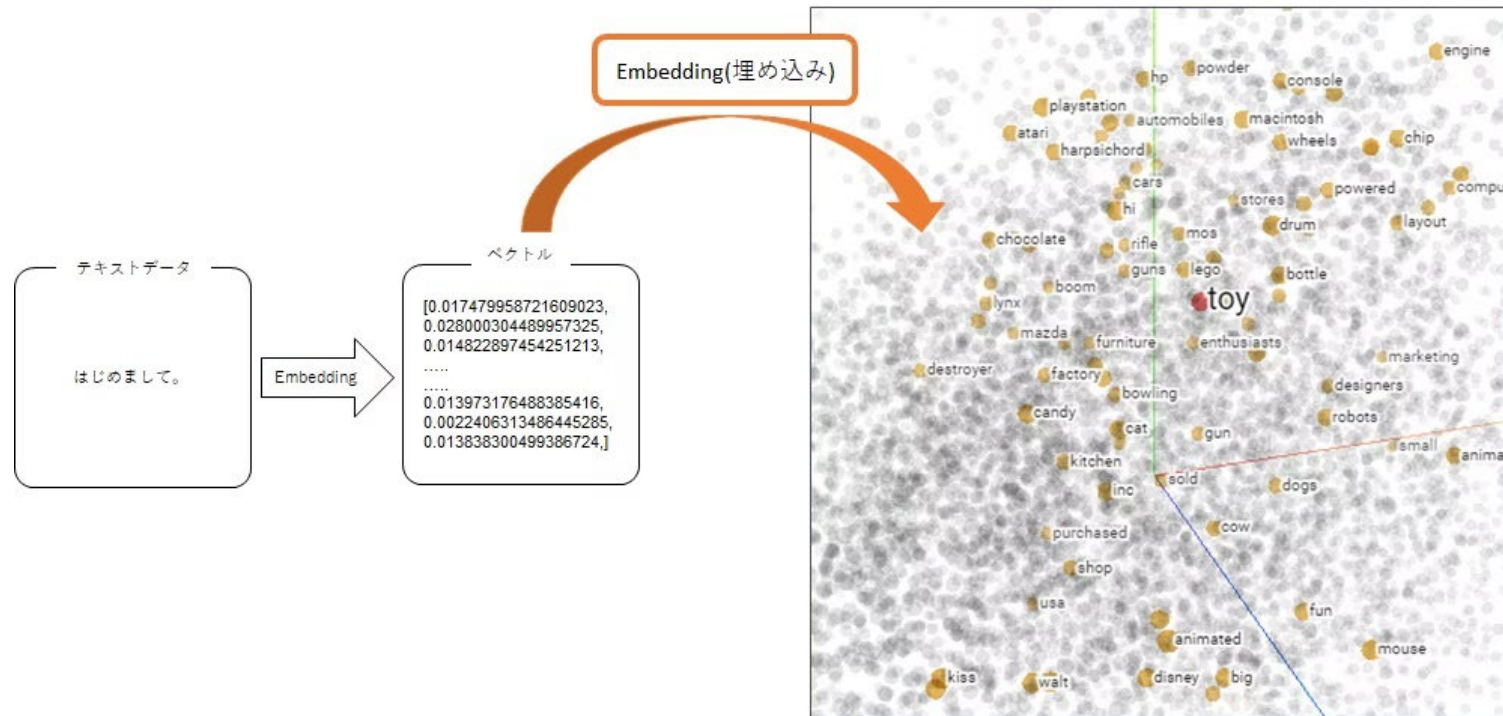 テキストデータ
はじめまして。
Embedding
ベクトル
[0.017479958721609023,
0.028000304489957325,
0.014822897454251213,
.....
.....
0.013973176488385416,
0.0022406313486445285,
0.013838300499386724,]
Embedding(埋め込み)
engine
hp
powder
console
playstation
automobiles
macintosh
atari
harpsichord
wheels
chip
cars
powered
compu
hi
stores
layout
chocolate
rifle
mos
drum
guns
lego
bottle
boom
lynx
toy
mazda
furniture
enthusiasts
marketing
destroyer
factory
designers
bowling
candy
cat
gun
robots
small
anima
kitchen
sold
dogs
inc
purchased
cow
shop
usa
fun
animated
mouse
kiss
walt
disney
big